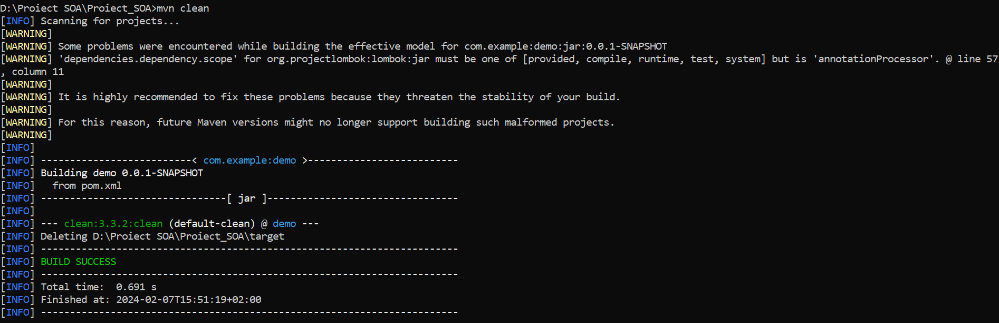 D:\Proiect SOA\Proiect_SOA>mvn clean
[INFO] Scanning for projects...
[WARNING]
[WARNING] Some problems were encountered while building the effective model for com.example:demo:jar:0.0.1-SNAPSHOT
[WARNING] 'dependencies.dependency.scope' for org.projectlombok:lombok:jar must be one of [provided, compile, runtime, test, system] but is 'annotationProcessor'. @ line 57
, column 11
[WARNING]
[WARNING] It is highly recommended to fix these problems because they threaten the stability of your build.
[WARNING]
[WARNING] For this reason, future Maven versions might no longer support building such malformed projects.
[WARNING]
[INFO]
[INFO] --------------------------< com.example:demo >--------------------------
[INFO] Building demo 0.0.1-SNAPSHOT
[INFO]   from pom.xml
[INFO] --------------------------------[ jar ]---------------------------------
[INFO]
[INFO] --- clean:3.3.2:clean (default-clean) @ demo ---
[INFO] Deleting D:\Proiect SOA\Proiect_SOA\target
[INFO] ------------------------------------------------------------------------
[INFO] BUILD SUCCESS
[INFO] ------------------------------------------------------------------------
[INFO] Total time:  0.691 s
[INFO] Finished at: 2024-02-07T15:51:19+02:00
[INFO] ------------------------------------------------------------------------